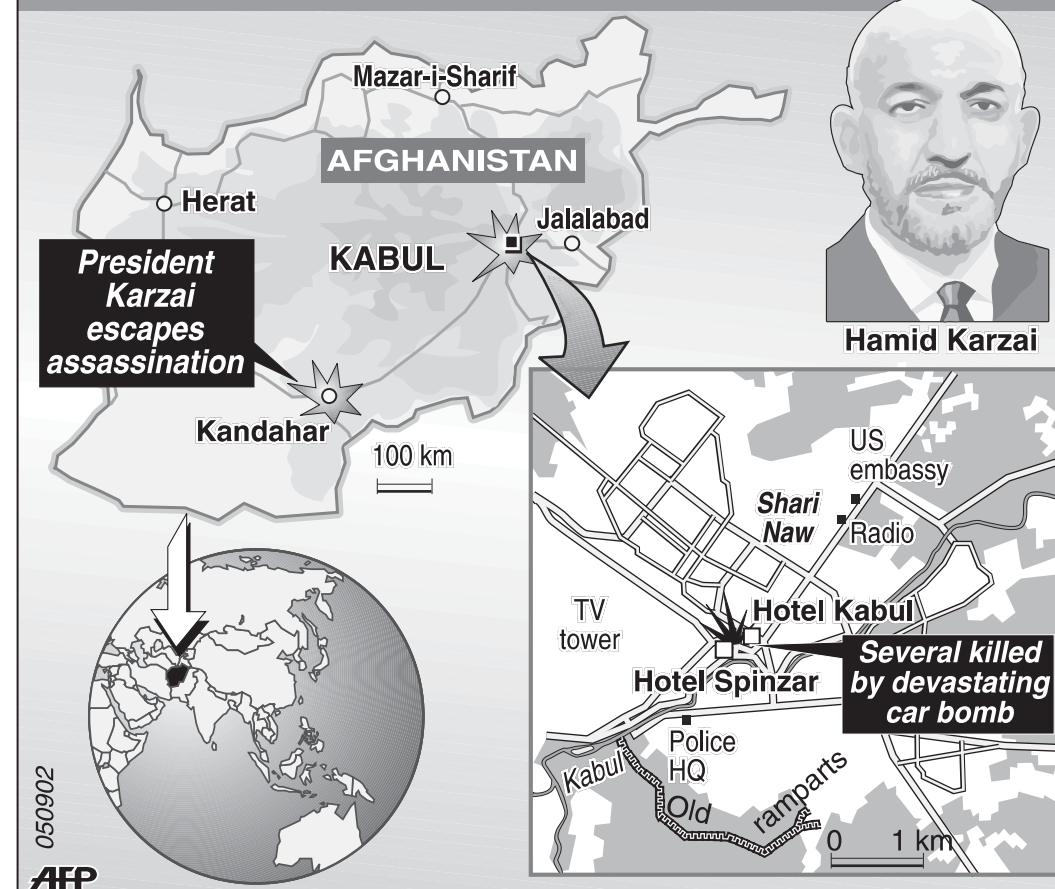 Mazar-i-Sharif
AFGHANISTAN
Herat
Jalalabad
KABUL
President
Karzai
escapes
assassination
Kandahar
100 km
Hamid Karzai
US
embassy
Shari
Naw
Radio
TV
tower
Hotel Kabul
Hotel Spinzar
Several killed
by devastating
car bomb
Police
HQ
Kabul
Old ramparts
0 1 km
050902
AFP